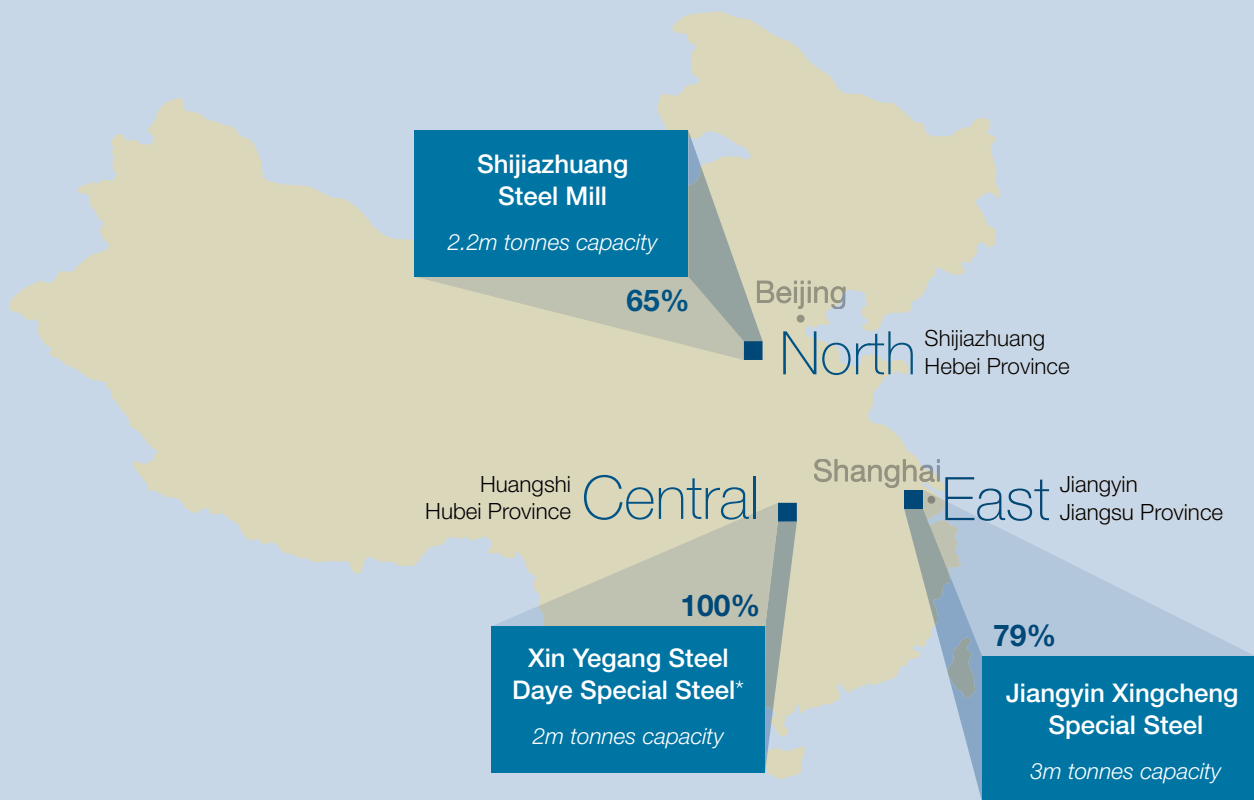 Shijiazhuang
Steel Mill
2.2m tonnes capacity
65%
Beijing
North
Shijiazhuang
Hebei Province
Huangshi
Hubei Province
Central
Shanghai
East
Jiangyin
Jiangsu Province
100%
Xin Yegang Steel
Daye Special Steel*
2m tonnes capacity
79%
Jiangyin Xingcheng
Special Steel
3m tonnes capacity